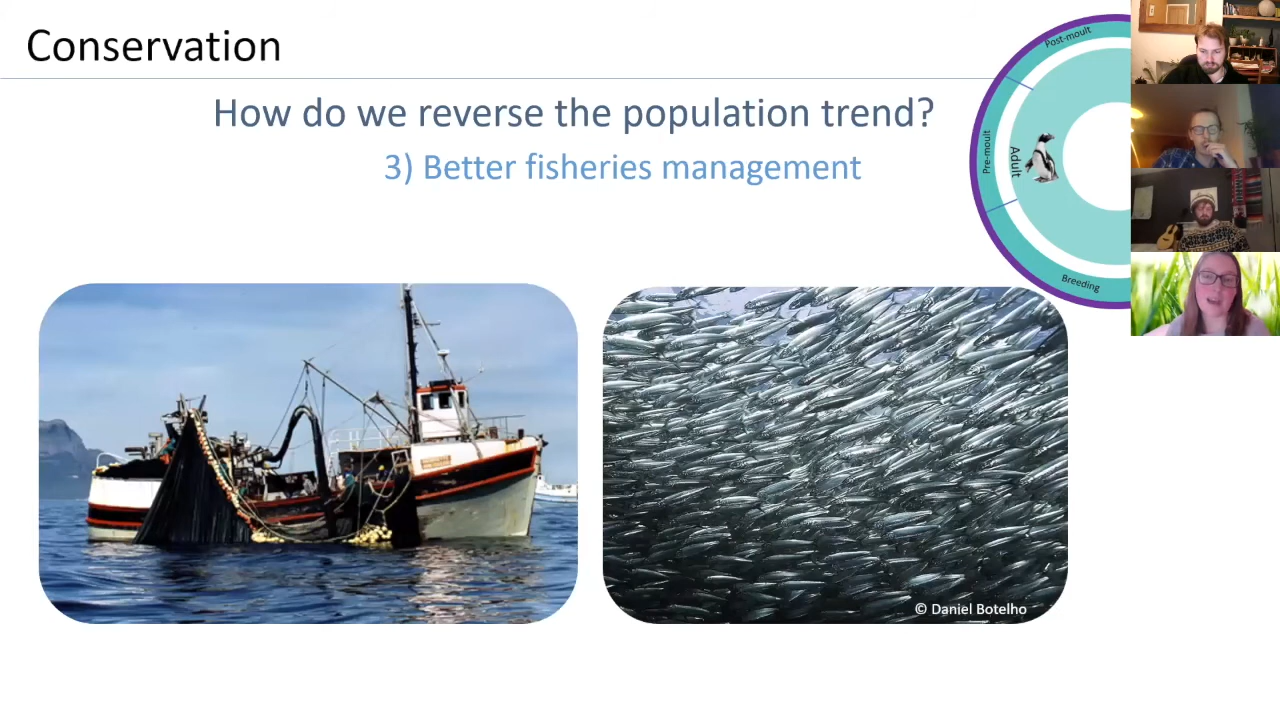 Conservation
How do we reverse the population trend?
3) Better fisheries management
Post-moult
Pre-moult
Adult
Breeding
© Daniel Botelho